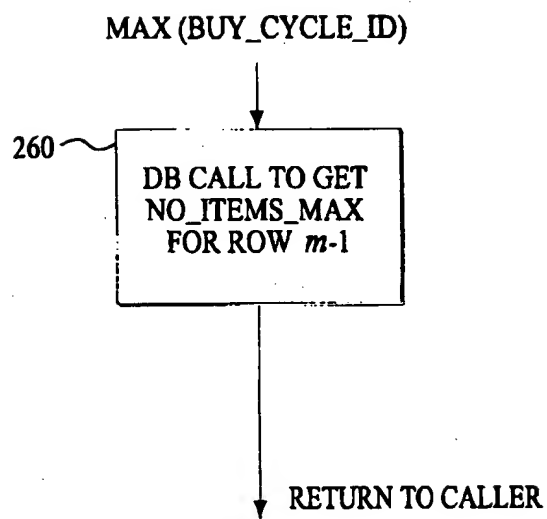 MAX (BUY_CYCLE_ID)
260
DB CALL TO GET
NO_ITEMS_MAX
FOR ROW m-1
RETURN TO CALLER